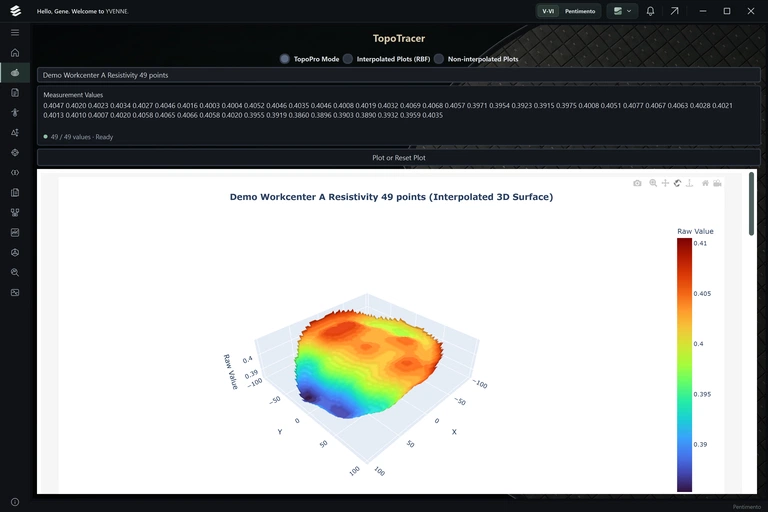 Hello, Gene. Welcome to YVENNE.
V-VI Pentimento
TopoTracer
TopoPro Mode Interpolated Plots (RBF) Non-interpolated Plots
Demo Workcenter A Resistivity 49 points
Measurement Values
0.4047 0.4020 0.4023 0.4034 0.4027 0.4046 0.4016 0.4003 0.4004 0.4052 0.4046 0.4035 0.4046 0.4008 0.4019 0.4032 0.4069 0.4068 0.4057 0.3971 0.3954 0.3923 0.3915 0.3975 0.4008 0.4051 0.4077 0.4067 0.4063 0.4028 0.4021
0.4013 0.4010 0.4007 0.4020 0.4058 0.4065 0.4066 0.4058 0.4020 0.3955 0.3919 0.3860 0.3896 0.3903 0.3890 0.3932 0.3959 0.4035
49 / 49 values · Ready
Plot or Reset Plot
Demo Workcenter A Resistivity 49 points (Interpolated 3D Surface)
Raw Value
0.41
0.405
0.4
0.395
0.39
Raw Value
0.4
0.39
−100
−50
0
50
100
Y
−100
−50
0
50
100
X
Pentimento